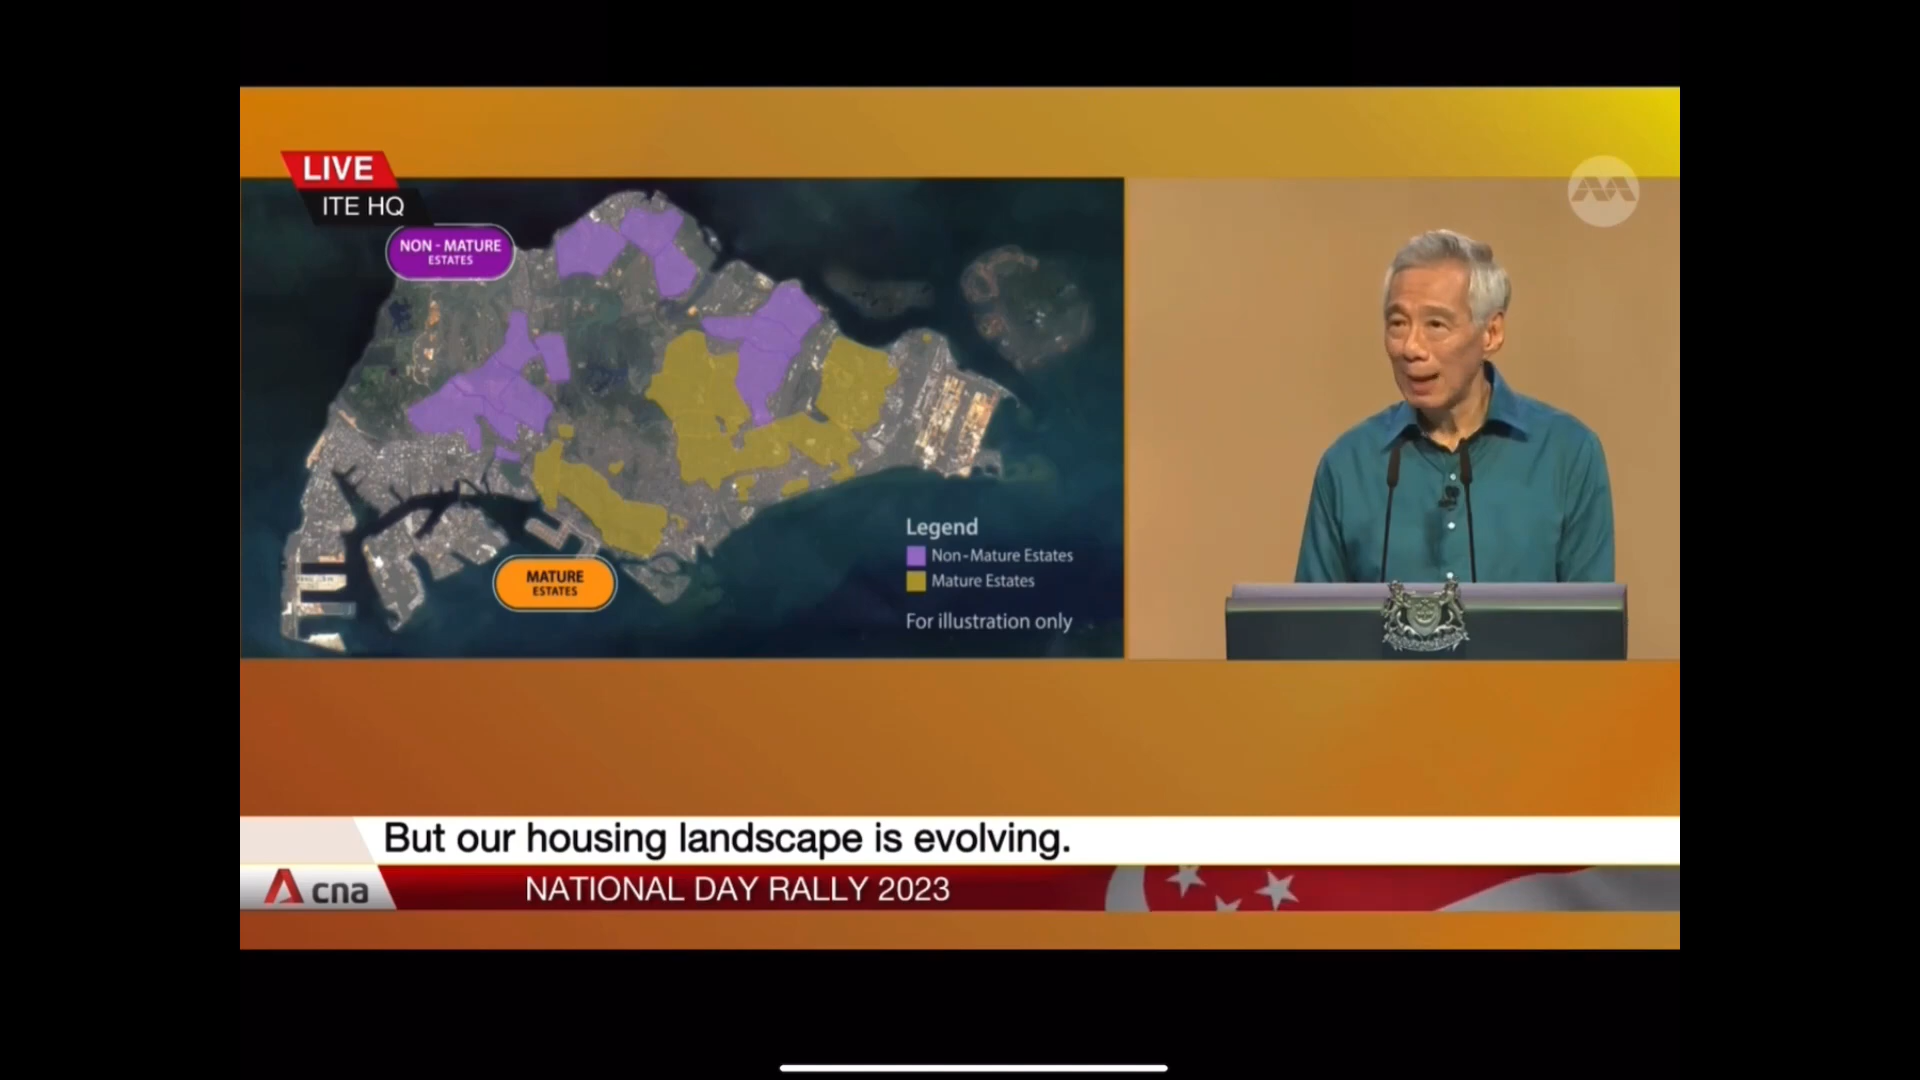 LIVE
ITE HQ
NON - MATURE
ESTATES
MATURE
ESTATES
Legend
Non-Mature Estates
Mature Estates
For illustration only
But our housing landscape is evolving.
cna
NATIONAL DAY RALLY 2023